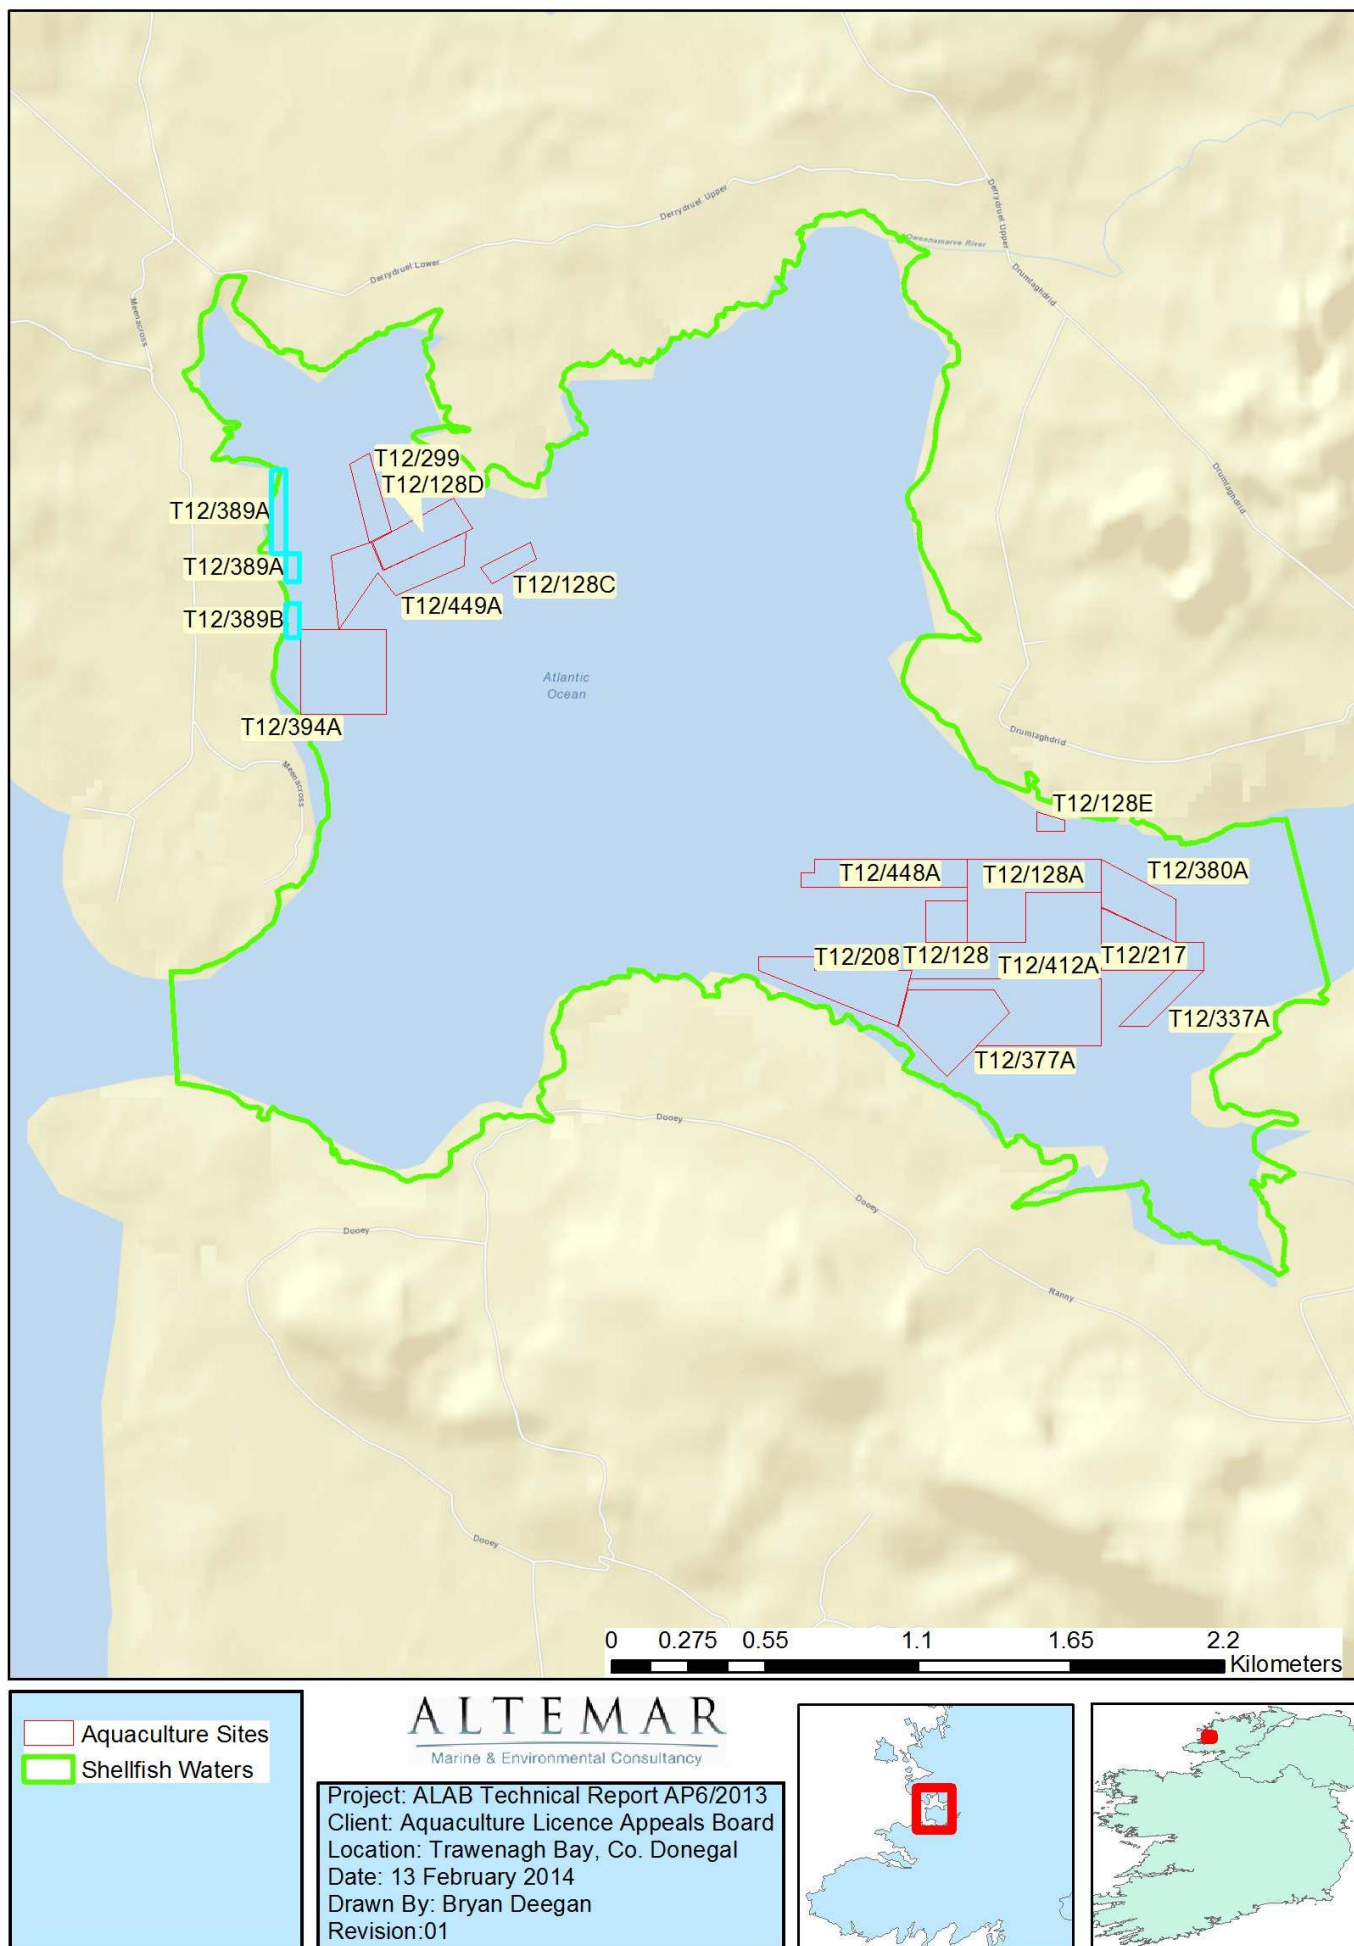 Derrydruel Upper
Derrydruel Upper
Owennamarve River
Derrydruel Lower
Drumlaghdrid
Meenacross
T12/299
T12/128D
Drumlaghdrid
T12/389A
T12/389A
T12/128C
T12/449A
T12/389B
Atlantic
Ocean
T12/394A
Drumlaghdrid
Meenacross
T12/128E
T12/448A
T12/128A
T12/380A
T12/208
T12/128
T12/412A
T12/217
T12/337A
T12/377A
Dooey
Dooey
Dooey
Ranny
Dooey
0 0.275 0.55 1.1 1.65 2.2
Kilometers
Aquaculture Sites
Shellfish Waters
ALTEMAR
Marine & Environmental Consultancy
Project: ALAB Technical Report AP6/2013
Client: Aquaculture Licence Appeals Board
Location: Trawenagh Bay, Co. Donegal
Date: 13 February 2014
Drawn By: Bryan Deegan
Revision:01